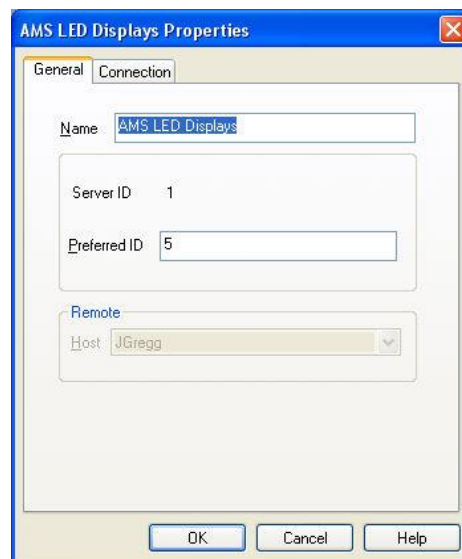 AMS LED Displays Properties
General Connection
Name AMS LED Displays
Server ID 1
Preferred ID 5
Remote
Host JGregg
OK Cancel Help